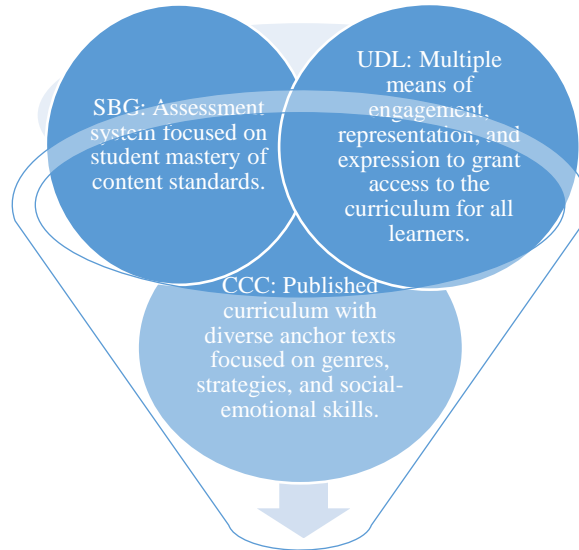 SBG: Assessment
system focused on
student mastery of
content standards.
UDL: Multiple
means of
engagement,
representation, and
expression to grant
access to the
curriculum for all
learners.
CCC: Published
curriculum with
diverse anchor texts
focused on genres,
strategies, and social-
emotional skills.